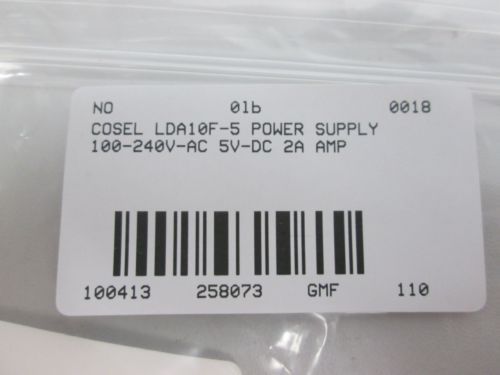 NO 0lb 0018
COSEL LDA10F-5 POWER SUPPLY
100-240V-AC 5V-DC 2A AMP
100413 258073 GMF 110